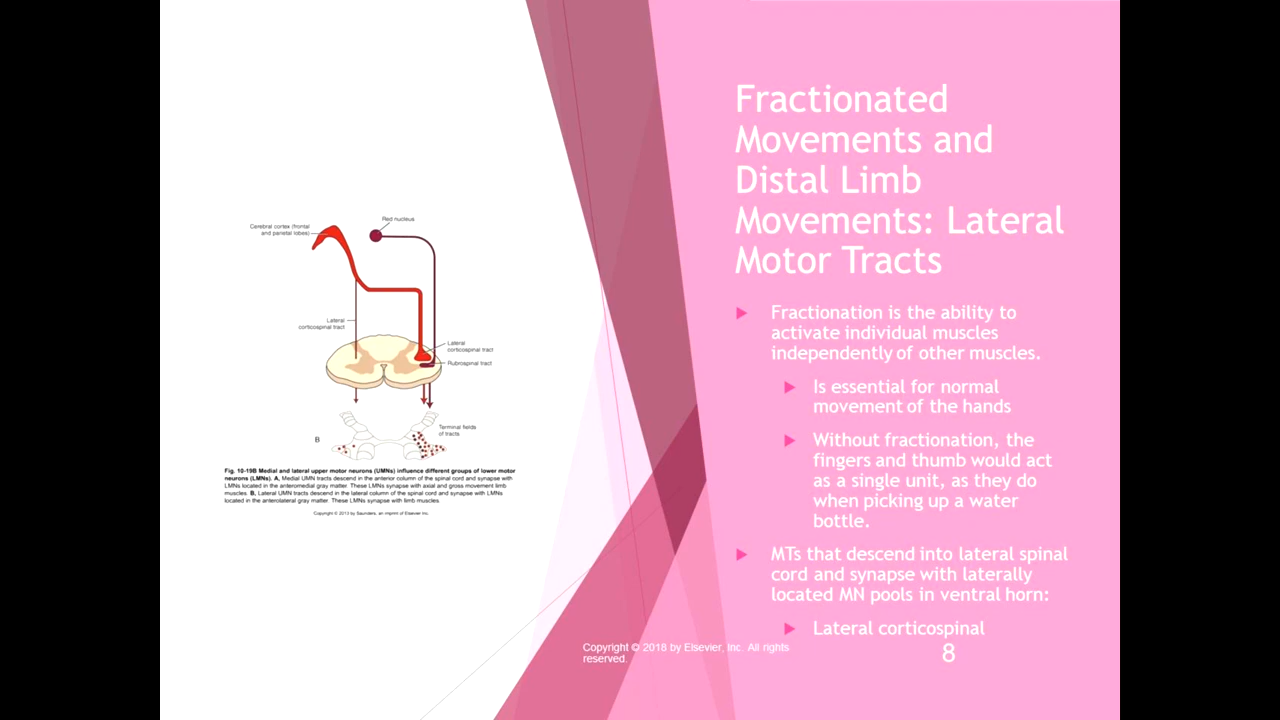 Fractionated
Movements and
Distal Limb
Movements: Lateral
Motor Tracts
Fractionation is the ability to
activate individual muscles
independently of other muscles.
Is essential for normal
movement of the hands
Without fractionation, the
fingers and thumb would act
as a single unit, as they do
when picking up a water
bottle.
MTs that descend into lateral spinal
cord and synapse with laterally
located MN pools in ventral horn:
Lateral corticospinal
Red nucleus
Cerebral cortex (frontal
and parietal lobes)
Lateral
corticospinal tract
Lateral
corticospinal tract
Rubrospinal tract
Terminal fields
of tracts
B
Fig. 10-19B Medial and lateral upper motor neurons (UMNs) influence different groups of lower motor
neurons (LMNs). A, Medial UMN tracts descend in the anterior column of the spinal cord and synapse with
LMNs located in the anteromedial gray matter. These LMNs synapse with axial and gross movement limb
muscles. B, Lateral UMN tracts descend in the lateral column of the spinal cord and synapse with LMNs
located in the anterolateral gray matter. These LMNs synapse with limb muscles.
Copyright © 2013 by Saunders, an imprint of Elsevier Inc.
Copyright © 2018 by Elsevier, Inc. All rights
reserved.
8